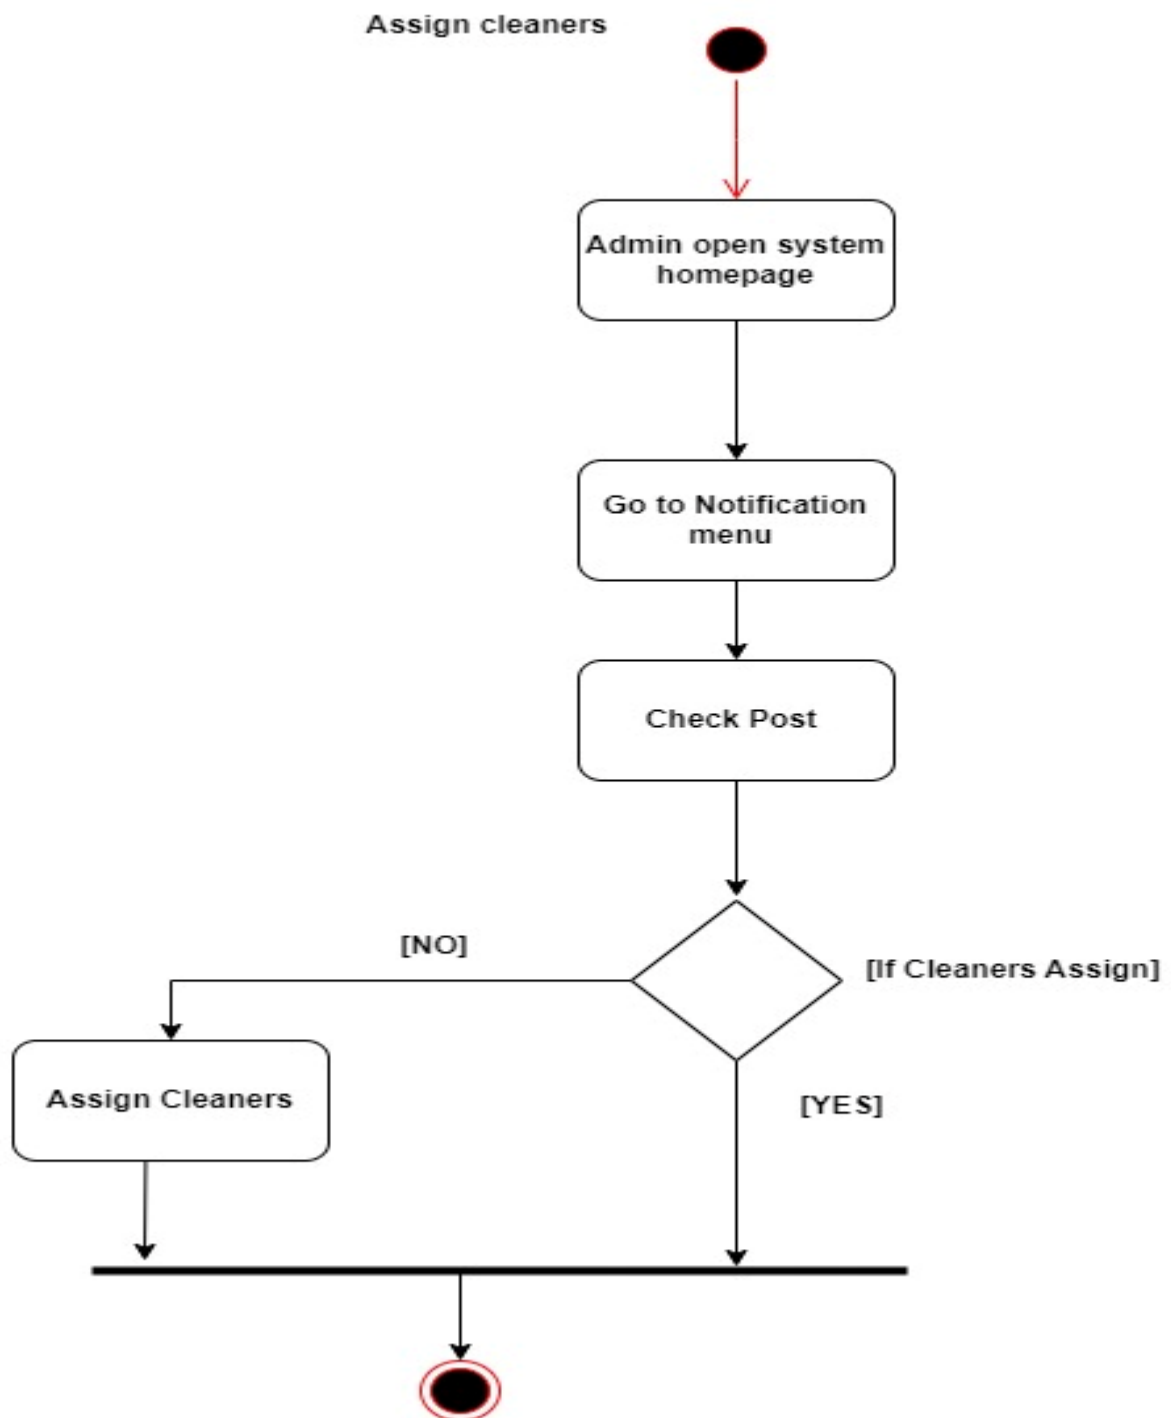 Assign cleaners
Admin open system
homepage
Go to Notification
menu
Check Post
[NO]
[If Cleaners Assign]
Assign Cleaners
[YES]